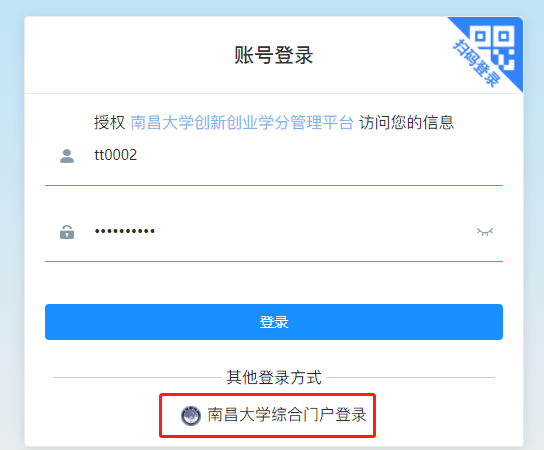 账号登录
扫码登录
授权 南昌大学创新创业学分管理平台 访问您的信息
tt0002
••••••••••
登录
其他登录方式
南昌大学综合门户登录